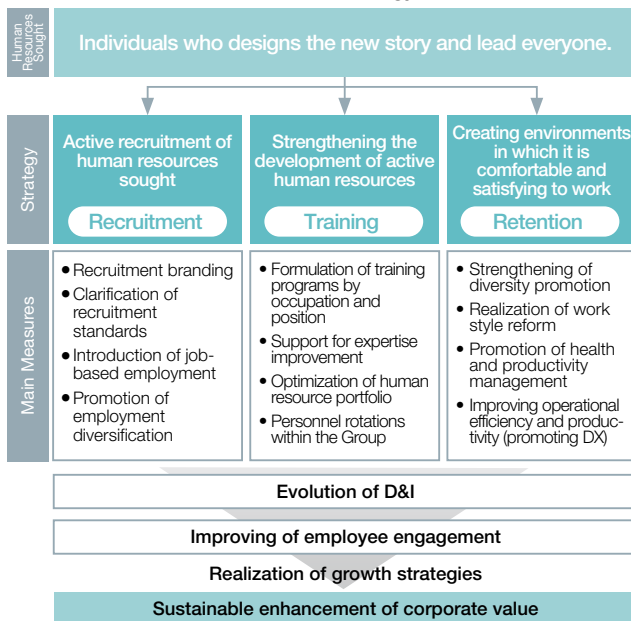 Human
Resources
Sought
Individuals who designs the new story and lead everyone.
Strategy
Active recruitment of
human resources
sought
Recruitment
Strengthening the
development of active
human resources
Training
Creating environments
in which it is
comfortable and
satisfying to work
Retention
Main Measures
• Recruitment branding
• Clarification of
recruitment
standards
• Introduction of job-
based employment
• Promotion of
employment
diversification
• Formulation of training
programs by
occupation and
position
• Support for expertise
improvement
• Optimization of human
resource portfolio
• Personnel rotations
within the Group
• Strengthening of
diversity promotion
• Realization of work
style reform
• Promotion of health
and productivity
management
• Improving operational
efficiency and produc-
tivity (promoting DX)
Evolution of D&I
Improving of employee engagement
Realization of growth strategies
Sustainable enhancement of corporate value